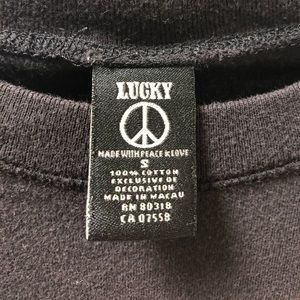 LUCKY
MADE WITH PEACE & LOVE
S
100% COTTON
EXCLUSIVE OF
DECORATION
MADE IN MACAU
RN 80318
CA 07558